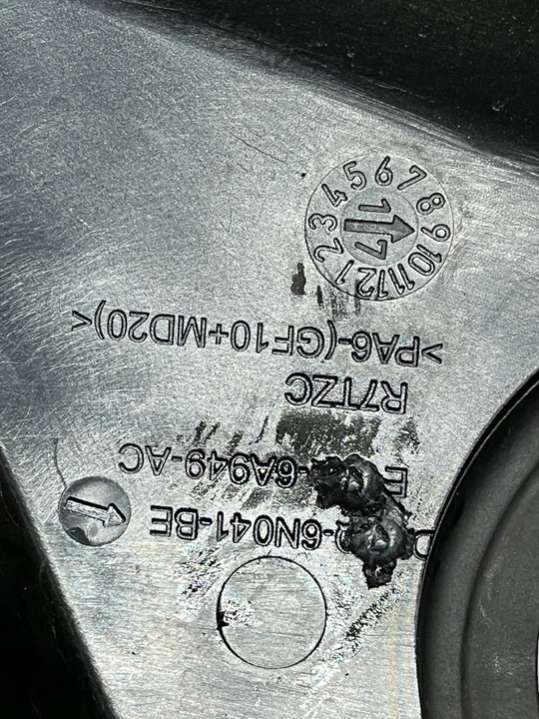 -6N041-BE
-6A949-AC
R7TZC
>PA6-(GF10+MD20)<
1 2 3 4 5 6 7 8 9 10 11 12
17